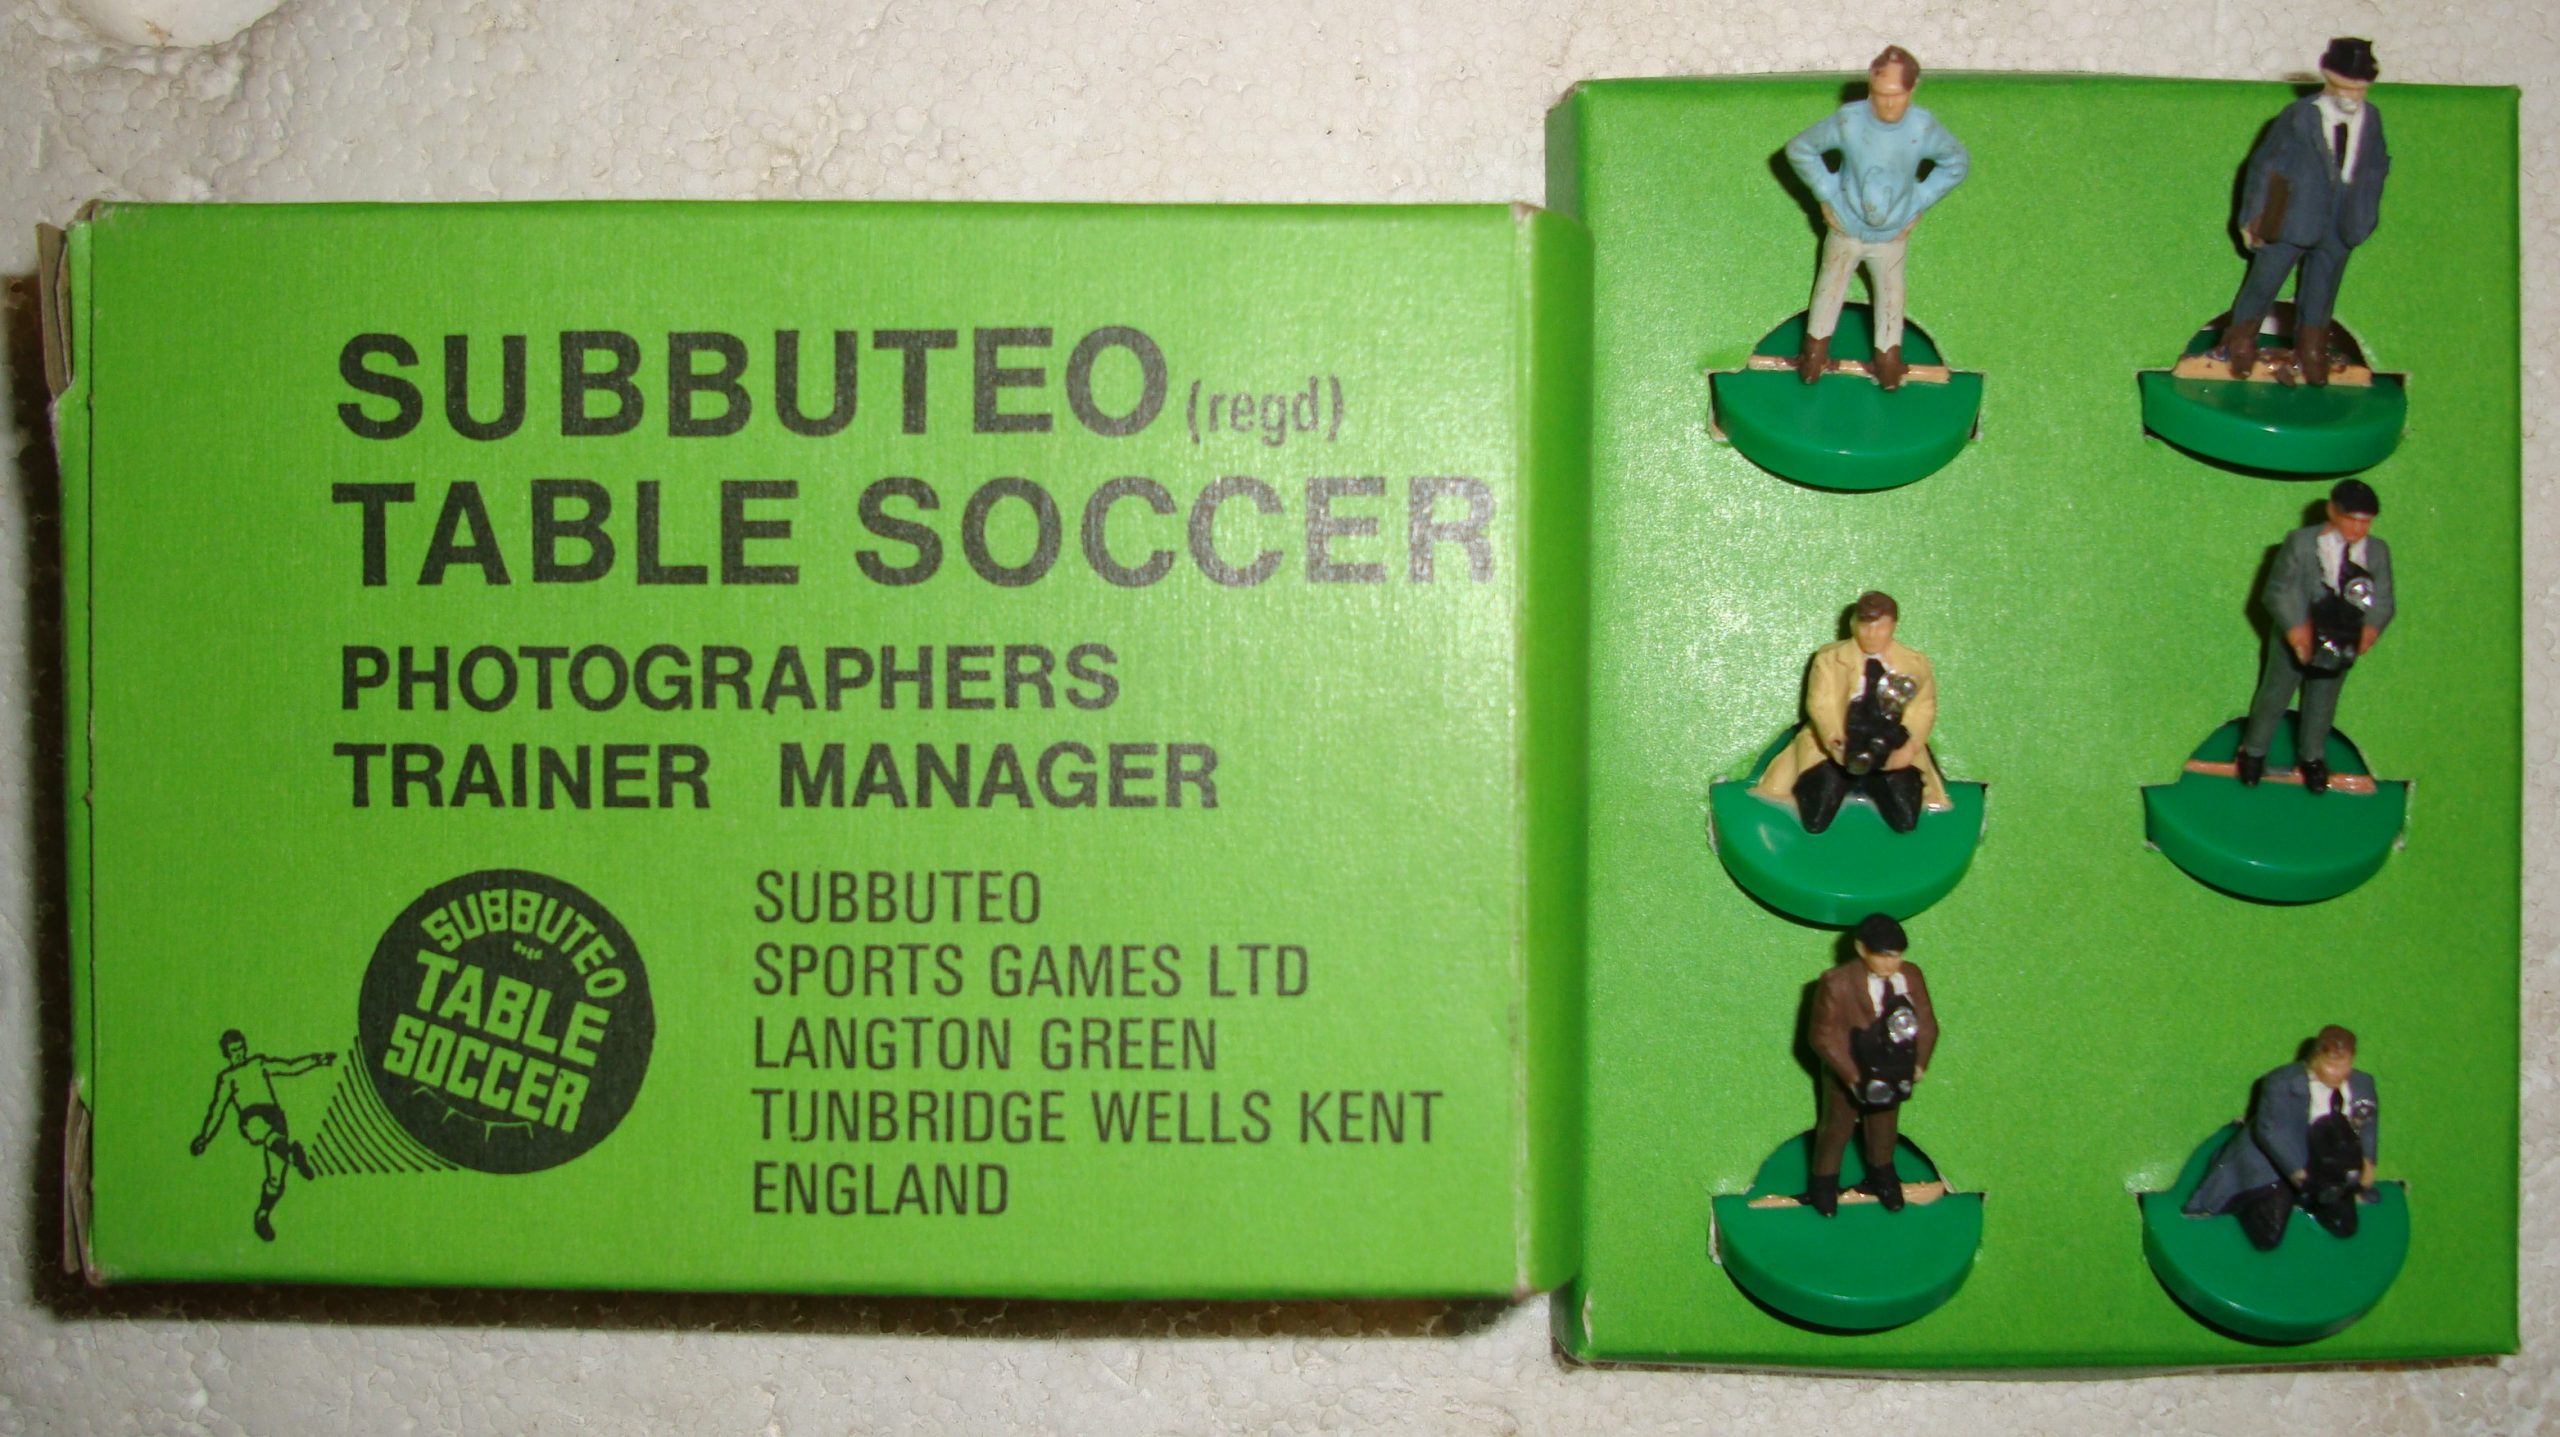 SUBBUTEO (regd)
TABLE SOCCER
PHOTOGRAPHERS
TRAINER MANAGER
SUBBUTEO
TABLE
SOCCER
SUBBUTEO
SPORTS GAMES LTD
LANGTON GREEN
TUNBRIDGE WELLS KENT
ENGLAND